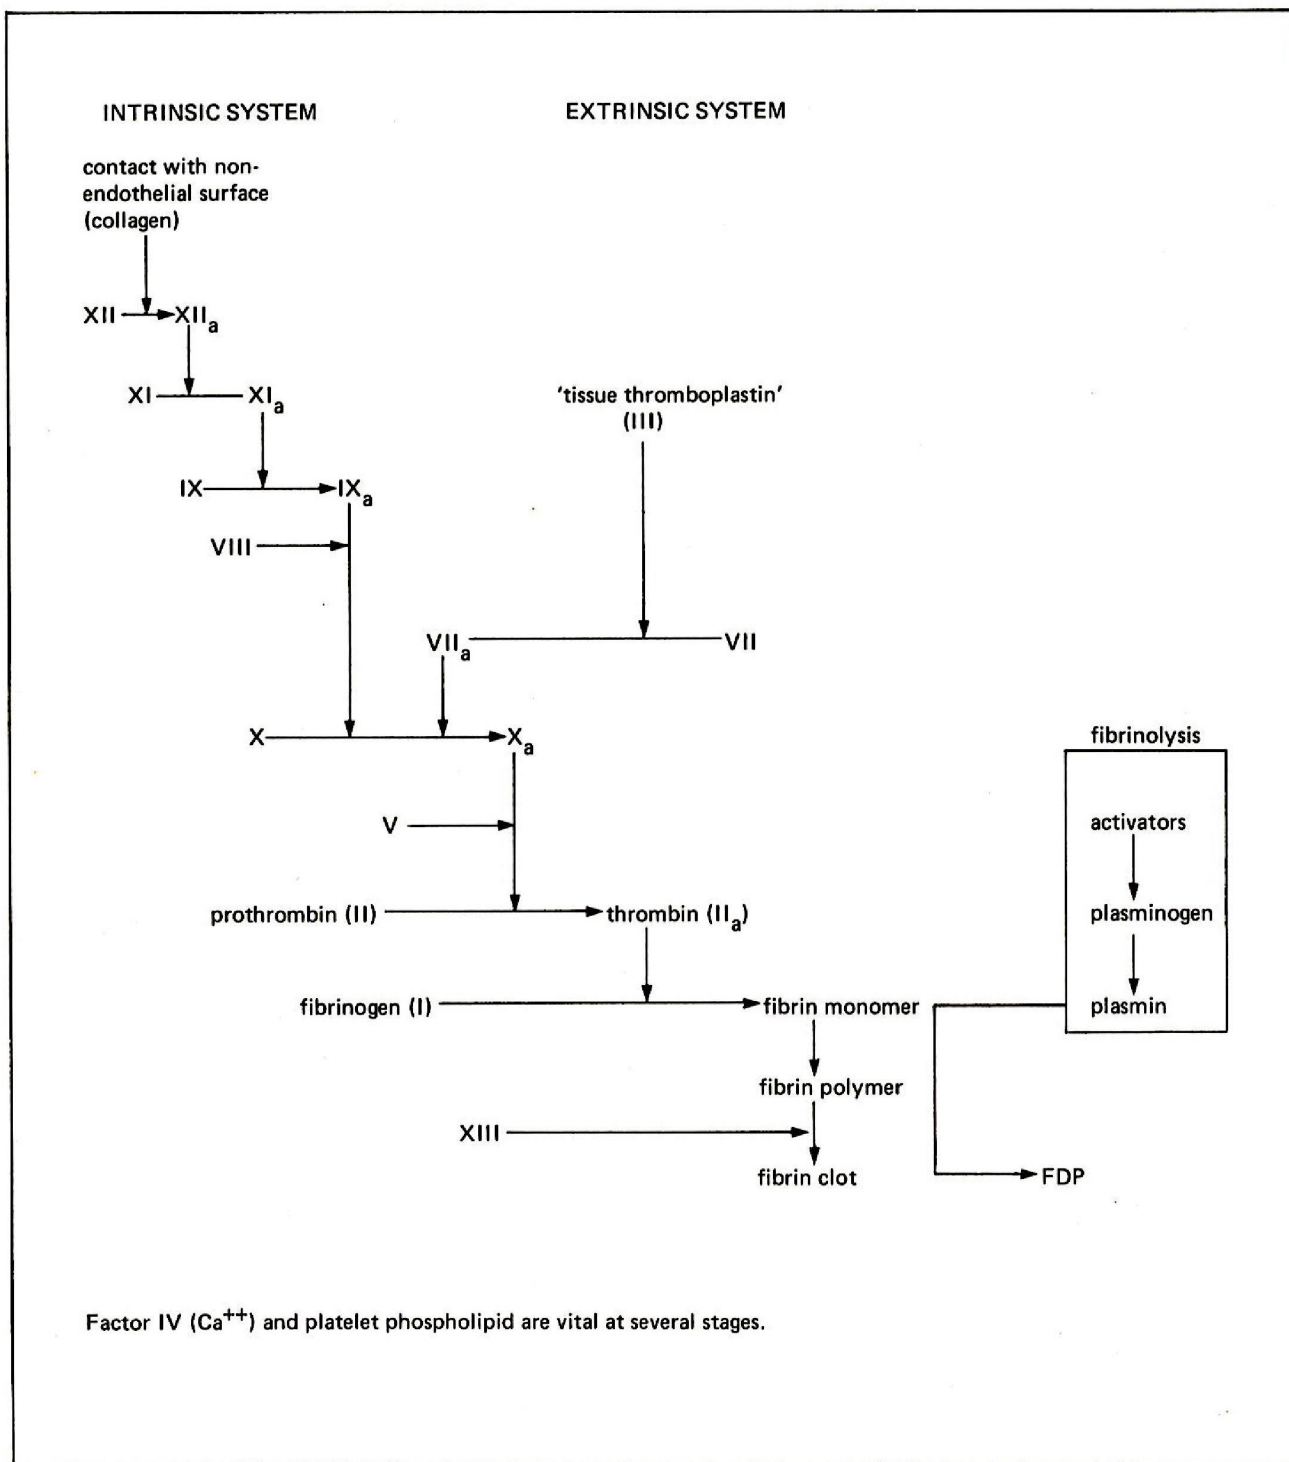 INTRINSIC SYSTEM
EXTRINSIC SYSTEM
contact with non-
endothelial surface
(collagen)
XII
XIIa
XI
XIa
'tissue thromboplastin'
(III)
IX
IXa
VIII
VIIa
VII
X
Xa
fibrinolysis
V
activators
prothrombin (II)
thrombin (IIa)
plasminogen
fibrinogen (I)
fibrin monomer
plasmin
fibrin polymer
XIII
fibrin clot
FDP
Factor IV (Ca++) and platelet phospholipid are vital at several stages.